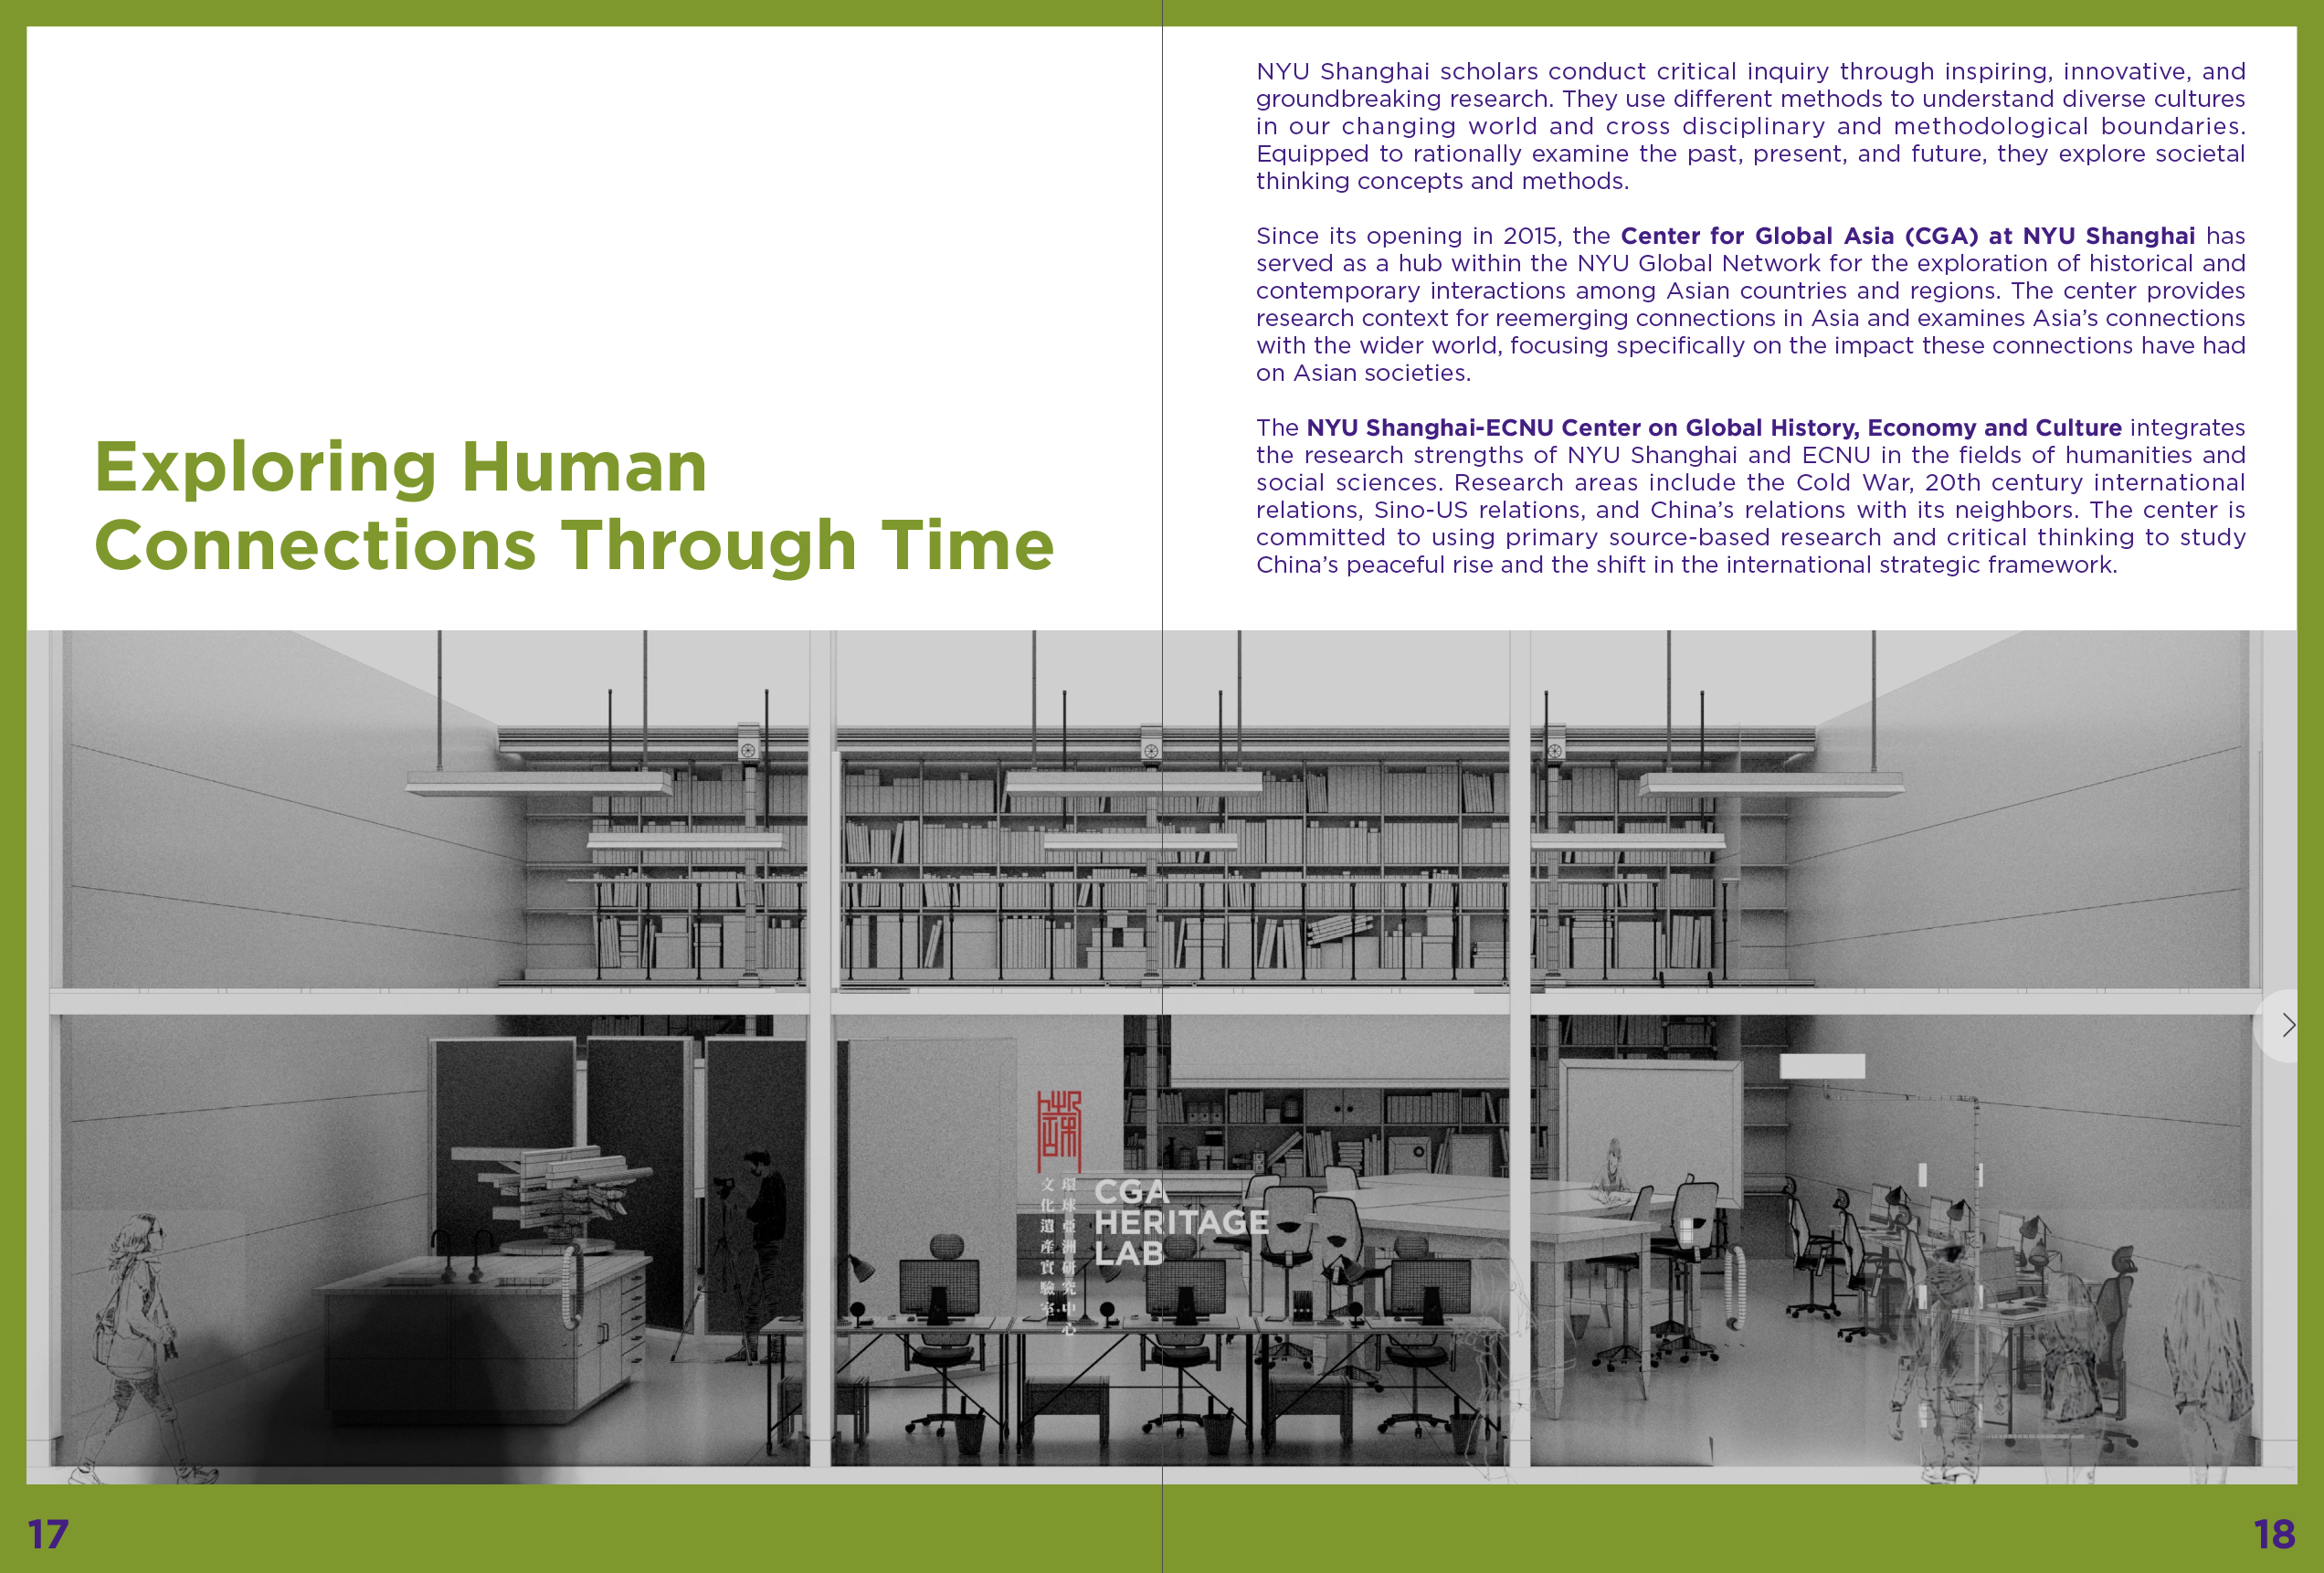 Exploring Human
Connections Through Time
NYU Shanghai scholars conduct critical inquiry through inspiring, innovative, and
groundbreaking research. They use different methods to understand diverse cultures
in our changing world and cross disciplinary and methodological boundaries.
Equipped to rationally examine the past, present, and future, they explore societal
thinking concepts and methods.
Since its opening in 2015, the Center for Global Asia (CGA) at NYU Shanghai has
served as a hub within the NYU Global Network for the exploration of historical and
contemporary interactions among Asian countries and regions. The center provides
research context for reemerging connections in Asia and examines Asia’s connections
with the wider world, focusing specifically on the impact these connections have had
on Asian societies.
The NYU Shanghai-ECNU Center on Global History, Economy and Culture integrates
the research strengths of NYU Shanghai and ECNU in the fields of humanities and
social sciences. Research areas include the Cold War, 20th century international
relations, Sino-US relations, and China’s relations with its neighbors. The center is
committed to using primary source-based research and critical thinking to study
China’s peaceful rise and the shift in the international strategic framework.
環球亞洲研究中心
文化遺產實驗室
CGA
HERITAGE
LAB
17
18